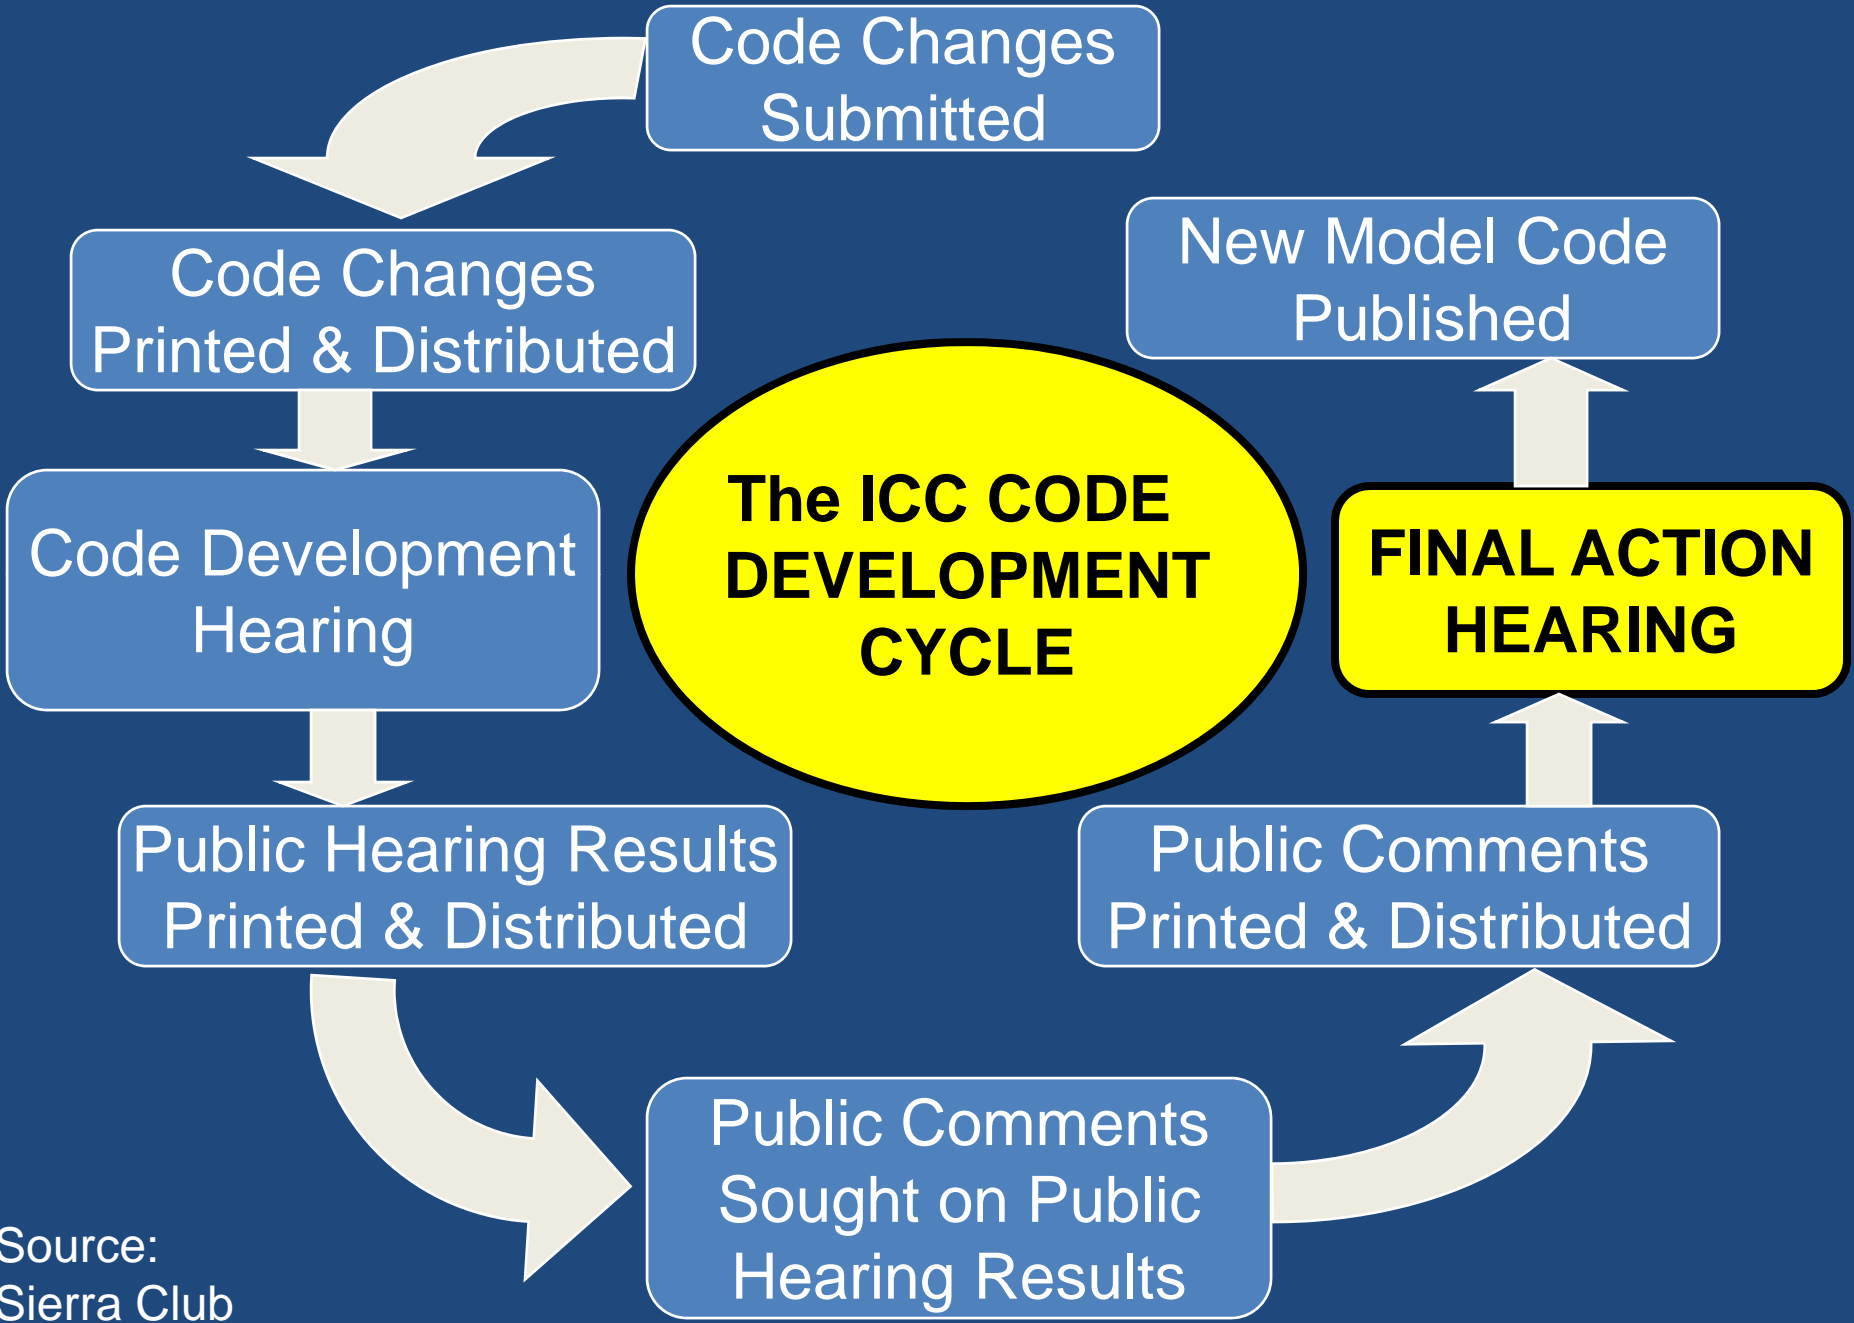 Code Changes
Submitted
Code Changes
Printed & Distributed
Code Development
Hearing
Public Hearing Results
Printed & Distributed
Public Comments
Sought on Public
Hearing Results
Public Comments
Printed & Distributed
FINAL ACTION
HEARING
New Model Code
Published
The ICC CODE
DEVELOPMENT
CYCLE
Source:
Sierra Club